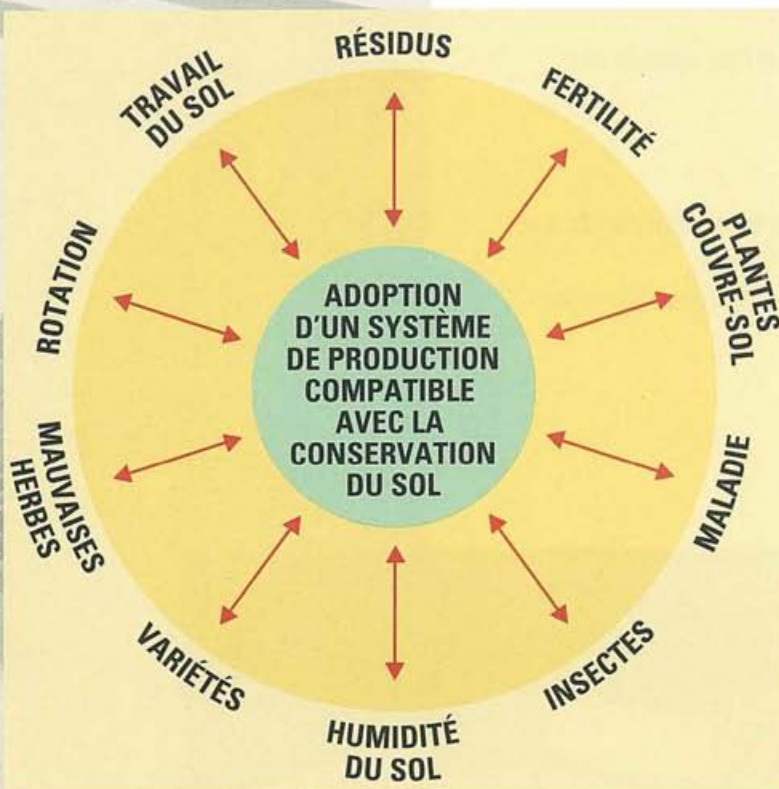 RÉSIDUS
FERTILITÉ
PLANTES
COUVRE-SOL
MALADIE
INSECTES
HUMIDITÉ
DU SOL
VARIÉTÉS
MAUVAISES
HERBES
ROTATION
TRAVAIL
DU SOL
ADOPTION
D'UN SYSTÈME
DE PRODUCTION
COMPATIBLE
AVEC LA
CONSERVATION
DU SOL